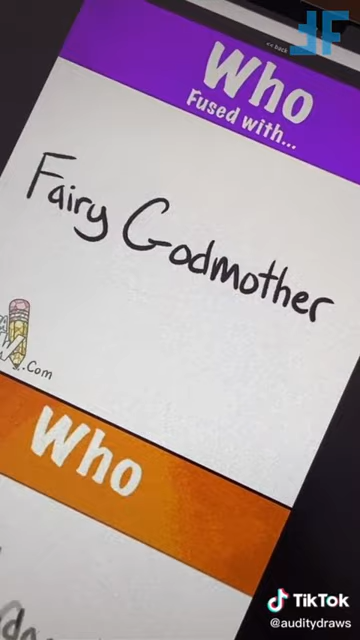 << back
Who
Fused with...
Fairy Godmother
.Com
Who
TikTok
@auditydraws